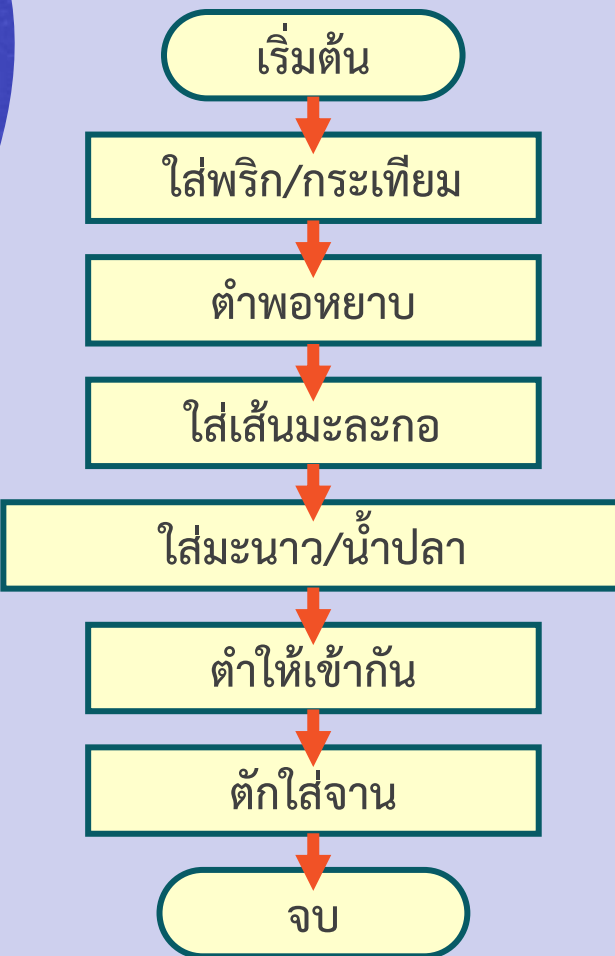 เริ่มต้น
ใส่พริก/กระเทียม
ตำพอหยาบ
ใส่เส้นมะละกอ
ใส่มะนาว/น้ำปลา
ตำให้เข้ากัน
ตักใส่จาน
จบ